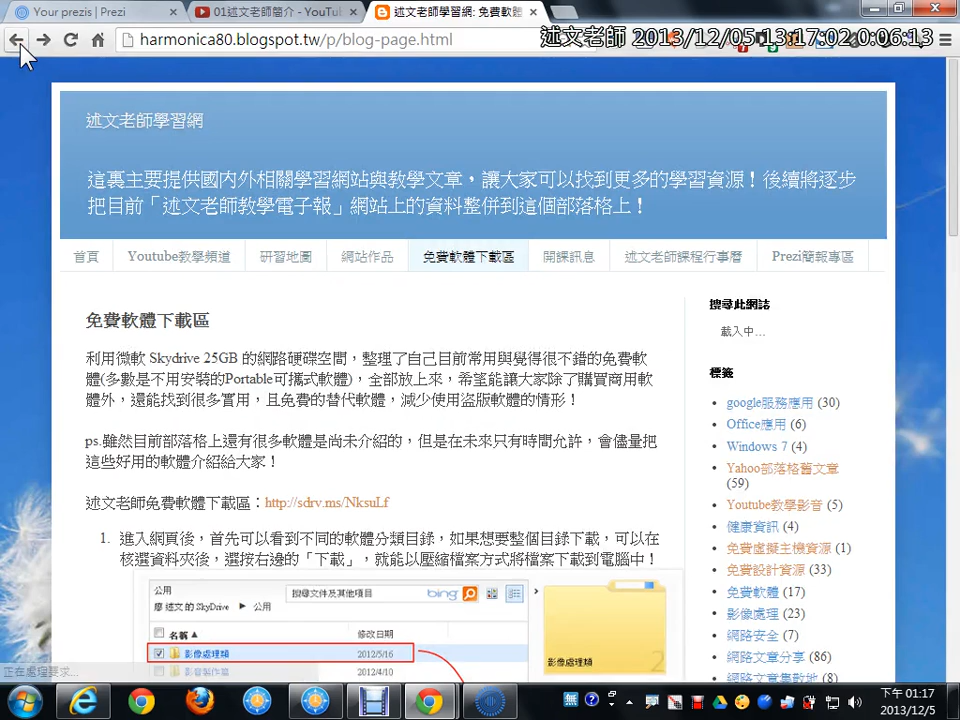 Your prezis | Prezi
01述文老師簡介 - YouTu
述文老師學習網: 免費軟體
harmonica80.blogspot.tw/p/blog-page.html
述文老師 2013/12/05 13:17:02 0:06:13
述文老師學習網
這裏主要提供國內外相關學習網站與教學文章，讓大家可以找到更多的學習資源！後續將逐步
把目前「述文老師教學電子報」網站上的資料整併到這個部落格上！
首頁
Youtube教學頻道
研習地圖
網站作品
免費軟體下載區
開課訊息
述文老師課程行事曆
Prezi簡報專區
免費軟體下載區
利用微軟 Skydrive 25GB 的網路硬碟空間，整理了自己目前常用與覺得很不錯的免費軟
體(多數是不用安裝的Portable可攜式軟體)，全部放上來，希望能讓大家除了購買商用軟
體外，還能找到很多實用，且免費的替代軟體，減少使用盜版軟體的情形！
ps.雖然目前部落格上還有很多軟體是尚未介紹的，但是在未來只有時間允許，會儘量把
這些好用的軟體介紹給大家！
述文老師免費軟體下載區：http://sdrv.ms/NksuLf
1. 進入網頁後，首先可以看到不同的軟體分類目錄，如果想要整個目錄下載，可以在
核選資料夾後，選按右邊的「下載」，就能以壓縮檔案方式將檔案下載到電腦中！
公用
搜尋文件及其他項目
bing
廖述文的 SkyDrive ▶ 公用
名稱 ▲
修改日期
影像處理類
2012/5/16
影音製作篇
2012/4/10
影像處理類
2
搜尋此網誌
載入中...
標籤
google服務應用 (30)
Office應用 (6)
Windows 7 (4)
Yahoo部落格舊文章
(59)
Youtube教學影音 (5)
健康資訊 (4)
免費虛擬主機資源 (1)
免費設計資源 (33)
免費軟體 (17)
影像處理 (23)
網路安全 (7)
網路文章分享 (86)
網路文章集散地 (8)
正在處理要求...
下午 01:17
2013/12/5